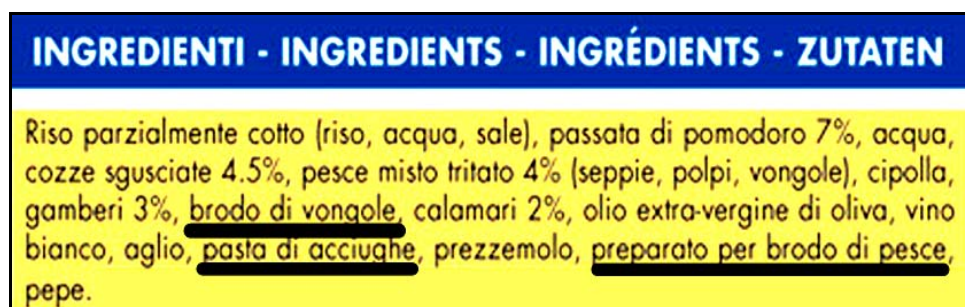 INGREDIENTI - INGREDIENTS - INGRÉDIENTS - ZUTATEN
Riso parzialmente cotto (riso, acqua, sale), passata di pomodoro 7%, acqua,
cozze sgusciate 4.5%, pesce misto tritato 4% (seppie, polpi, vongole), cipolla,
gamberi 3%, brodo di vongole, calamari 2%, olio extra-vergine di oliva, vino
bianco, aglio, pasta di acciughe, prezzemolo, preparato per brodo di pesce,
pepe.